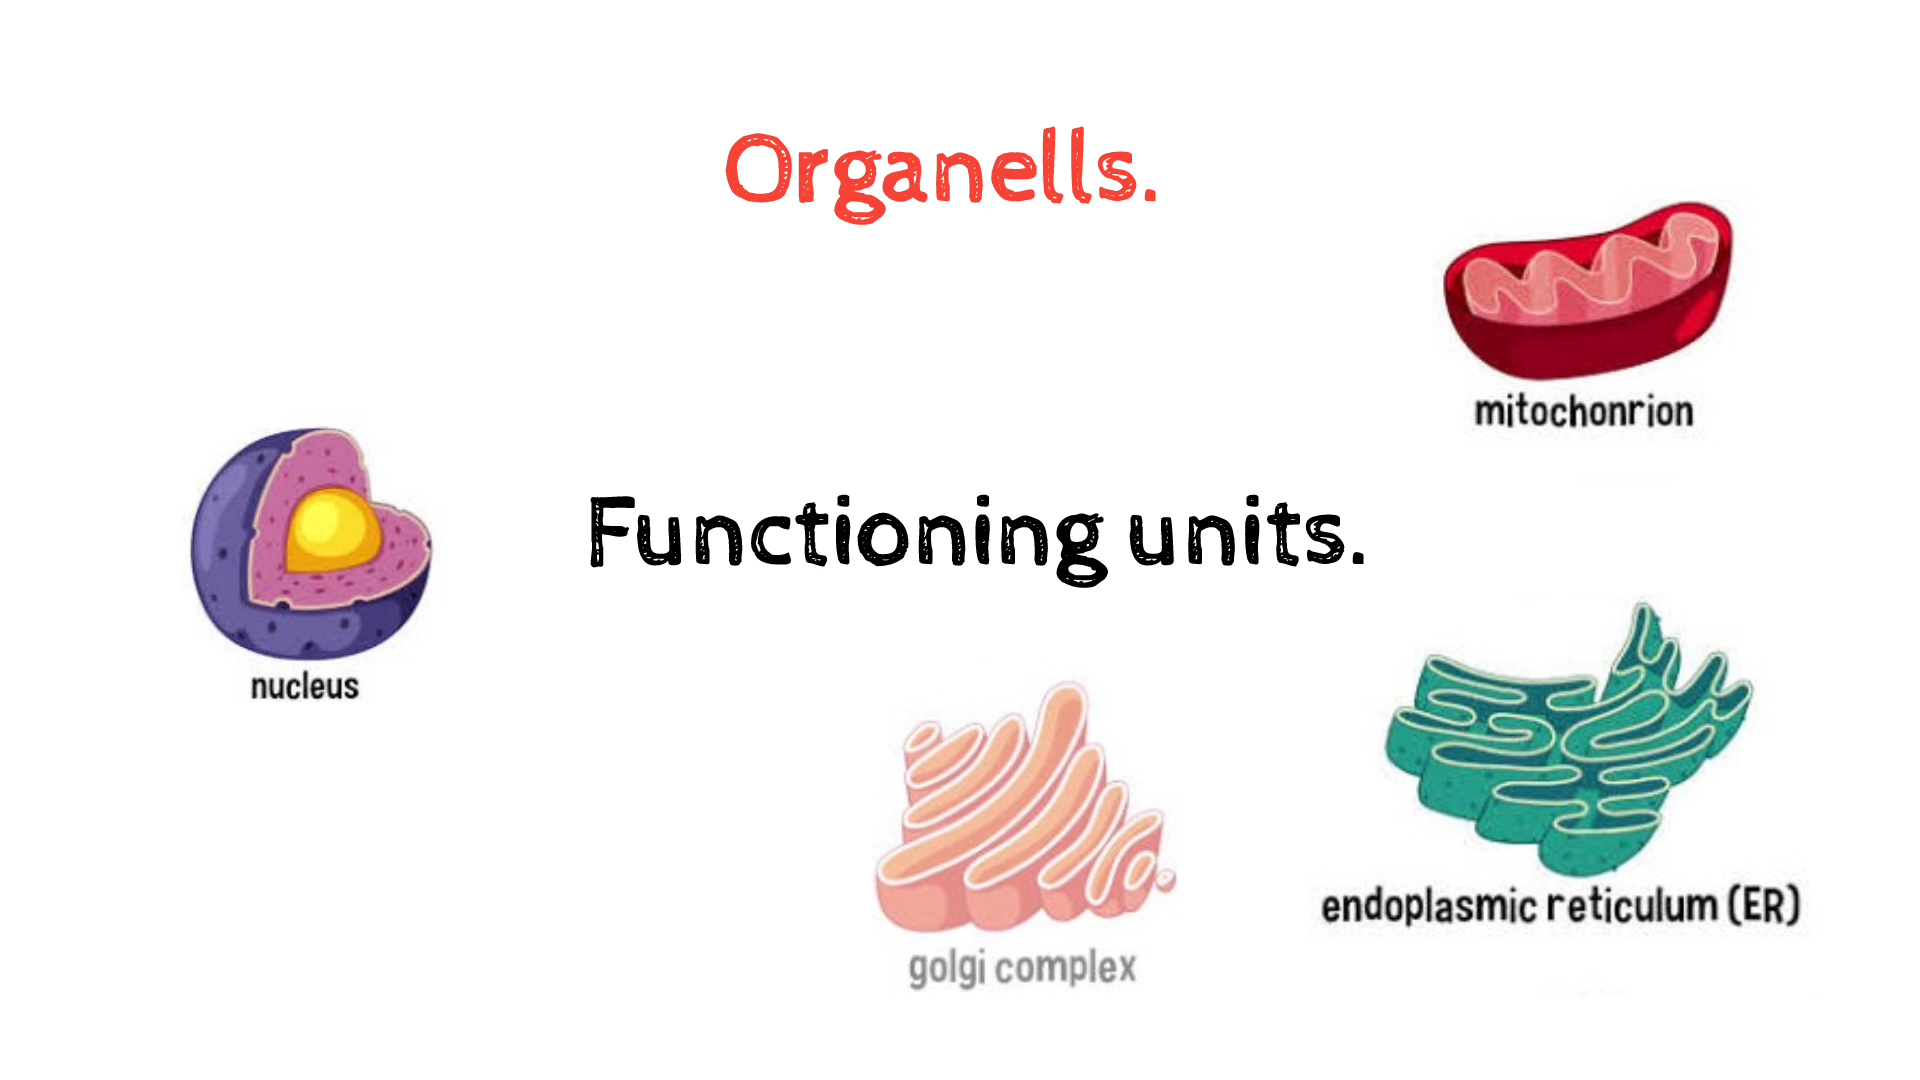 Organells.
mitochonrion
Functioning units.
nucleus
endoplasmic reticulum (ER)
golgi complex